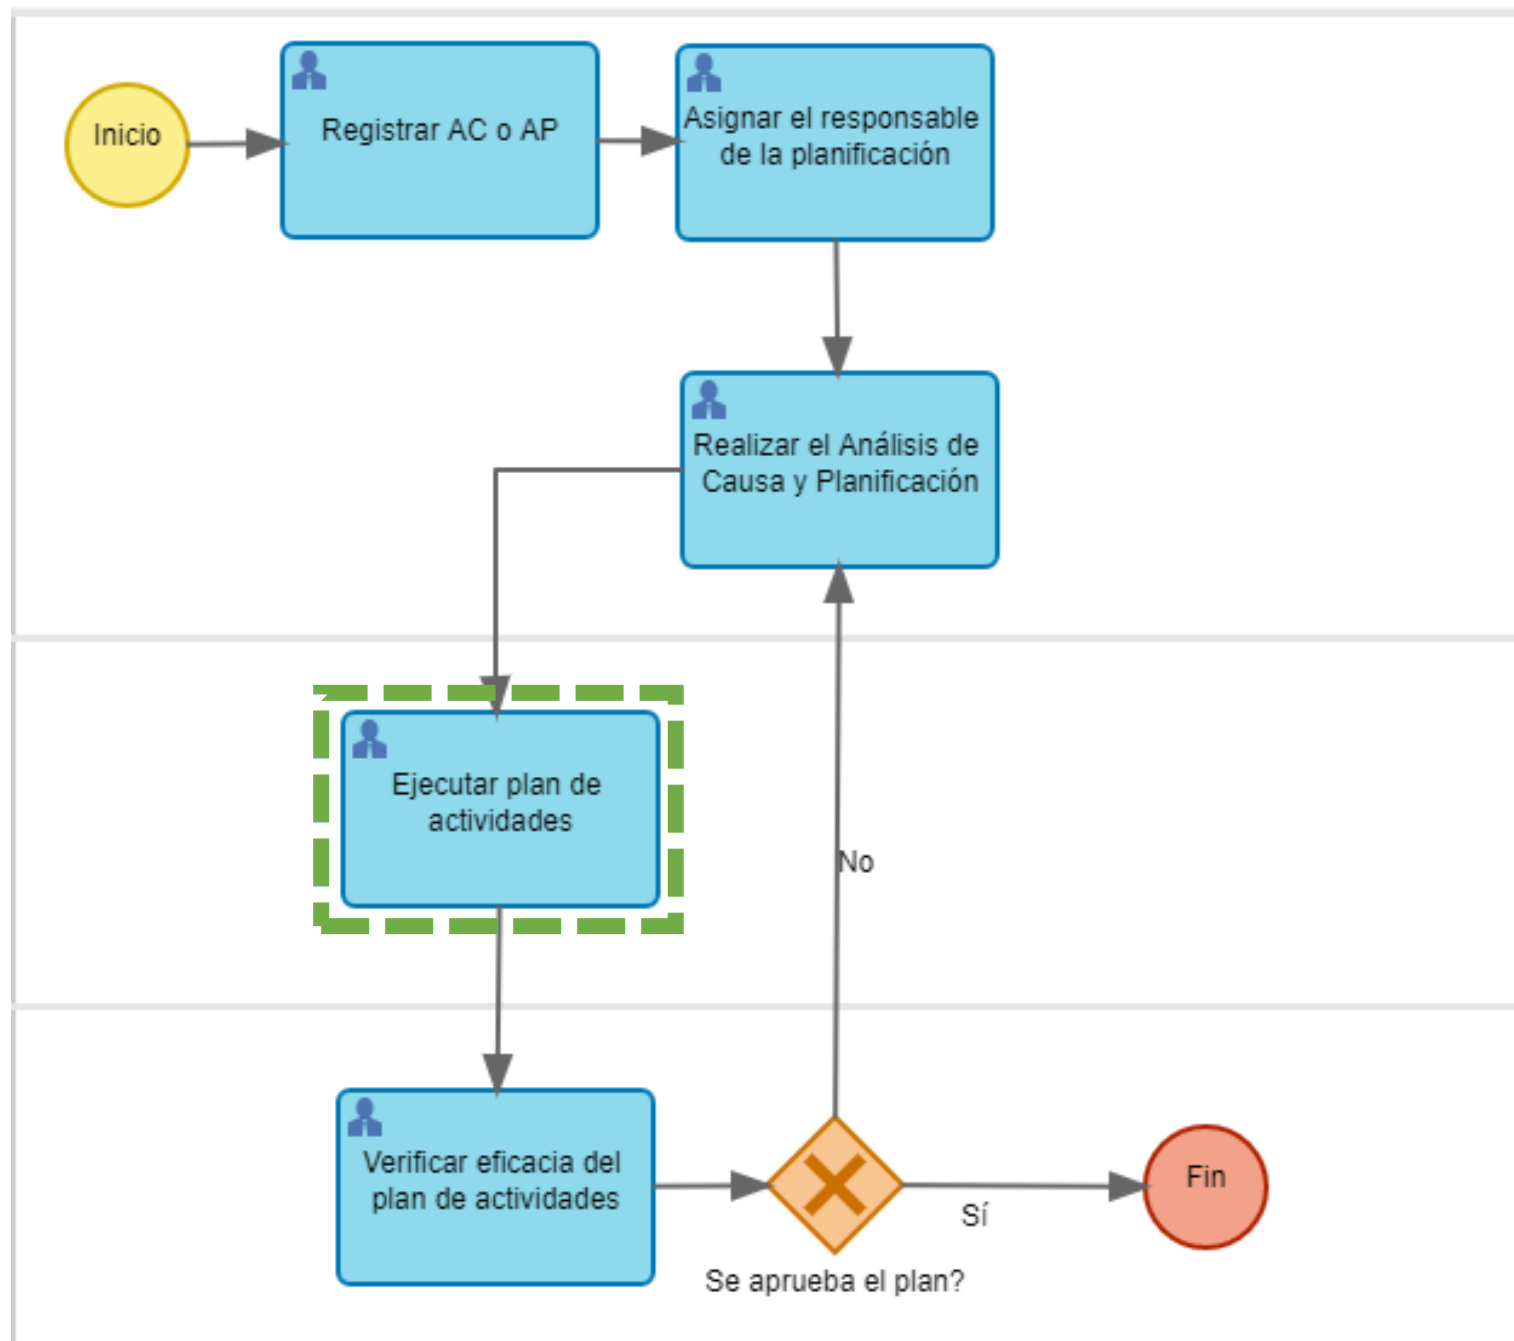 Inicio
Registrar AC o AP
Asignar el responsable
de la planificación
Realizar el Análisis de
Causa y Planificación
Ejecutar plan de
actividades
No
Verificar eficacia del
plan de actividades
Sí
Fin
Se aprueba el plan?